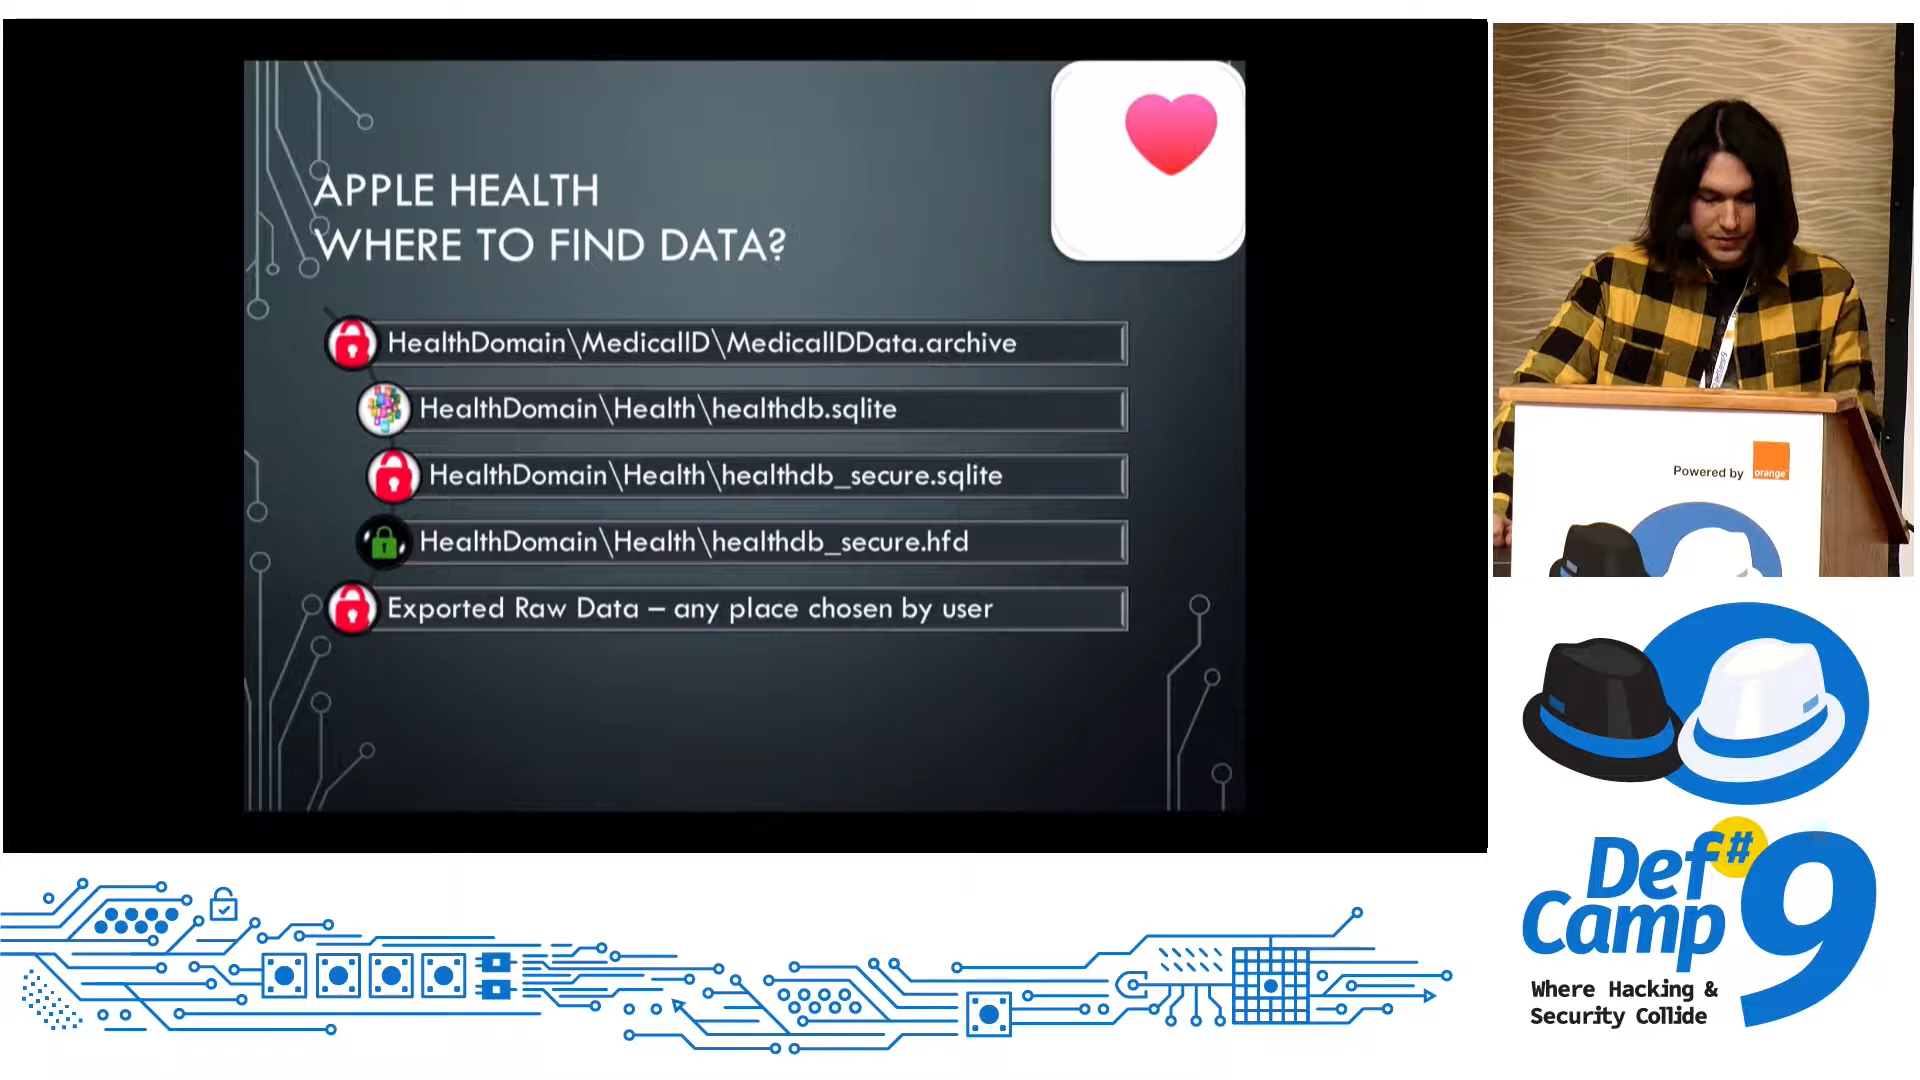 APPLE HEALTH
WHERE TO FIND DATA?
HealthDomain\MedicalID\MedicalIDData.archive
HealthDomain\Health\healthdb.sqlite
HealthDomain\Health\healthdb_secure.sqlite
HealthDomain\Health\healthdb_secure.hfd
Exported Raw Data – any place chosen by user
Powered by
orange
Def
#
Camp
9
Where Hacking &
Security Collide